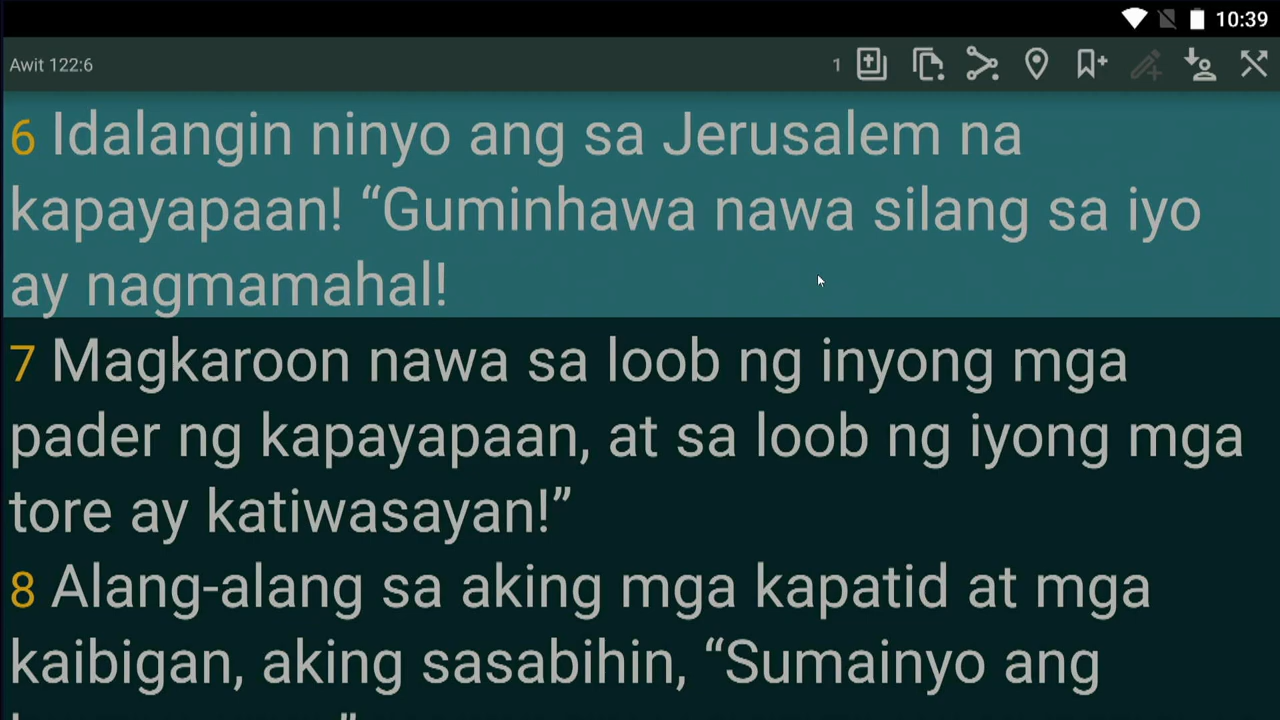 10:39
Awit 122:6
1
6 Idalangin ninyo ang sa Jerusalem na
kapayapaan! “Guminhawa nawa silang sa iyo
ay nagmamahal!
7 Magkaroon nawa sa loob ng inyong mga
pader ng kapayapaan, at sa loob ng iyong mga
tore ay katiwasayan!”
8 Alang-alang sa aking mga kapatid at mga
kaibigan, aking sasabihin, “Sumainyo ang